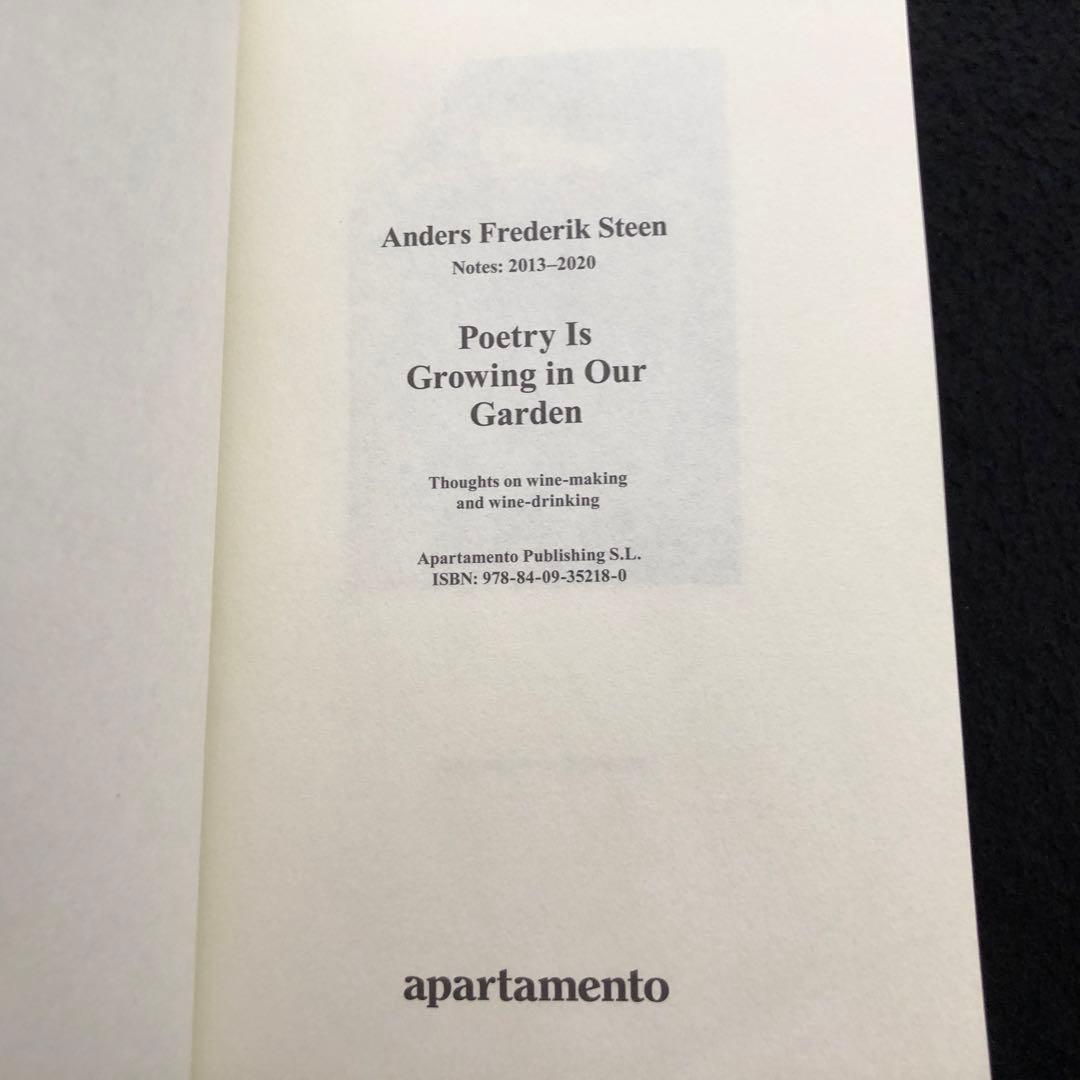 Anders Frederik Steen
Notes: 2013–2020
Poetry Is
Growing in Our
Garden
Thoughts on wine-making
and wine-drinking
Apartamento Publishing S.L.
ISBN: 978-84-09-35218-0
apartamento